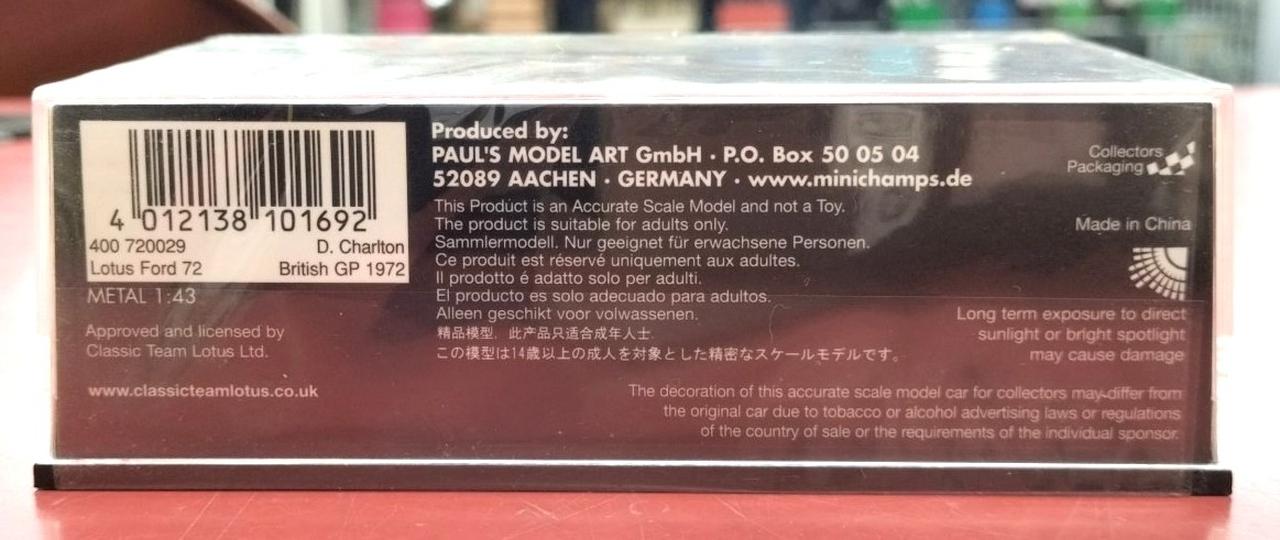 4 012138 101692
400 720029 D. Charlton
Lotus Ford 72 British GP 1972
METAL 1:43
Approved and licensed by
Classic Team Lotus Ltd.
www.classicteamlotus.co.uk
Produced by:
PAUL'S MODEL ART GmbH · P.O. Box 50 05 04
52089 AACHEN · GERMANY · www.minichamps.de
This Product is an Accurate Scale Model and not a Toy.
The product is suitable for adults only.
Sammlermodell. Nur geeignet für erwachsene Personen.
Ce produit est réservé uniquement aux adultes.
Il prodotto é adatto solo per adulti.
El producto es solo adecuado para adultos.
Alleen geschikt voor volwassenen.
精品模型, 此产品只适合成年人士.
この模型は14歳以上の成人を対象とした精密なスケールモデルです。
Collectors
Packaging
Made in China
Long term exposure to direct
sunlight or bright spotlight
may cause damage
The decoration of this accurate scale model car for collectors may differ from
the original car due to tobacco or alcohol advertising laws or regulations
of the country of sale or the requirements of the individual sponsor.